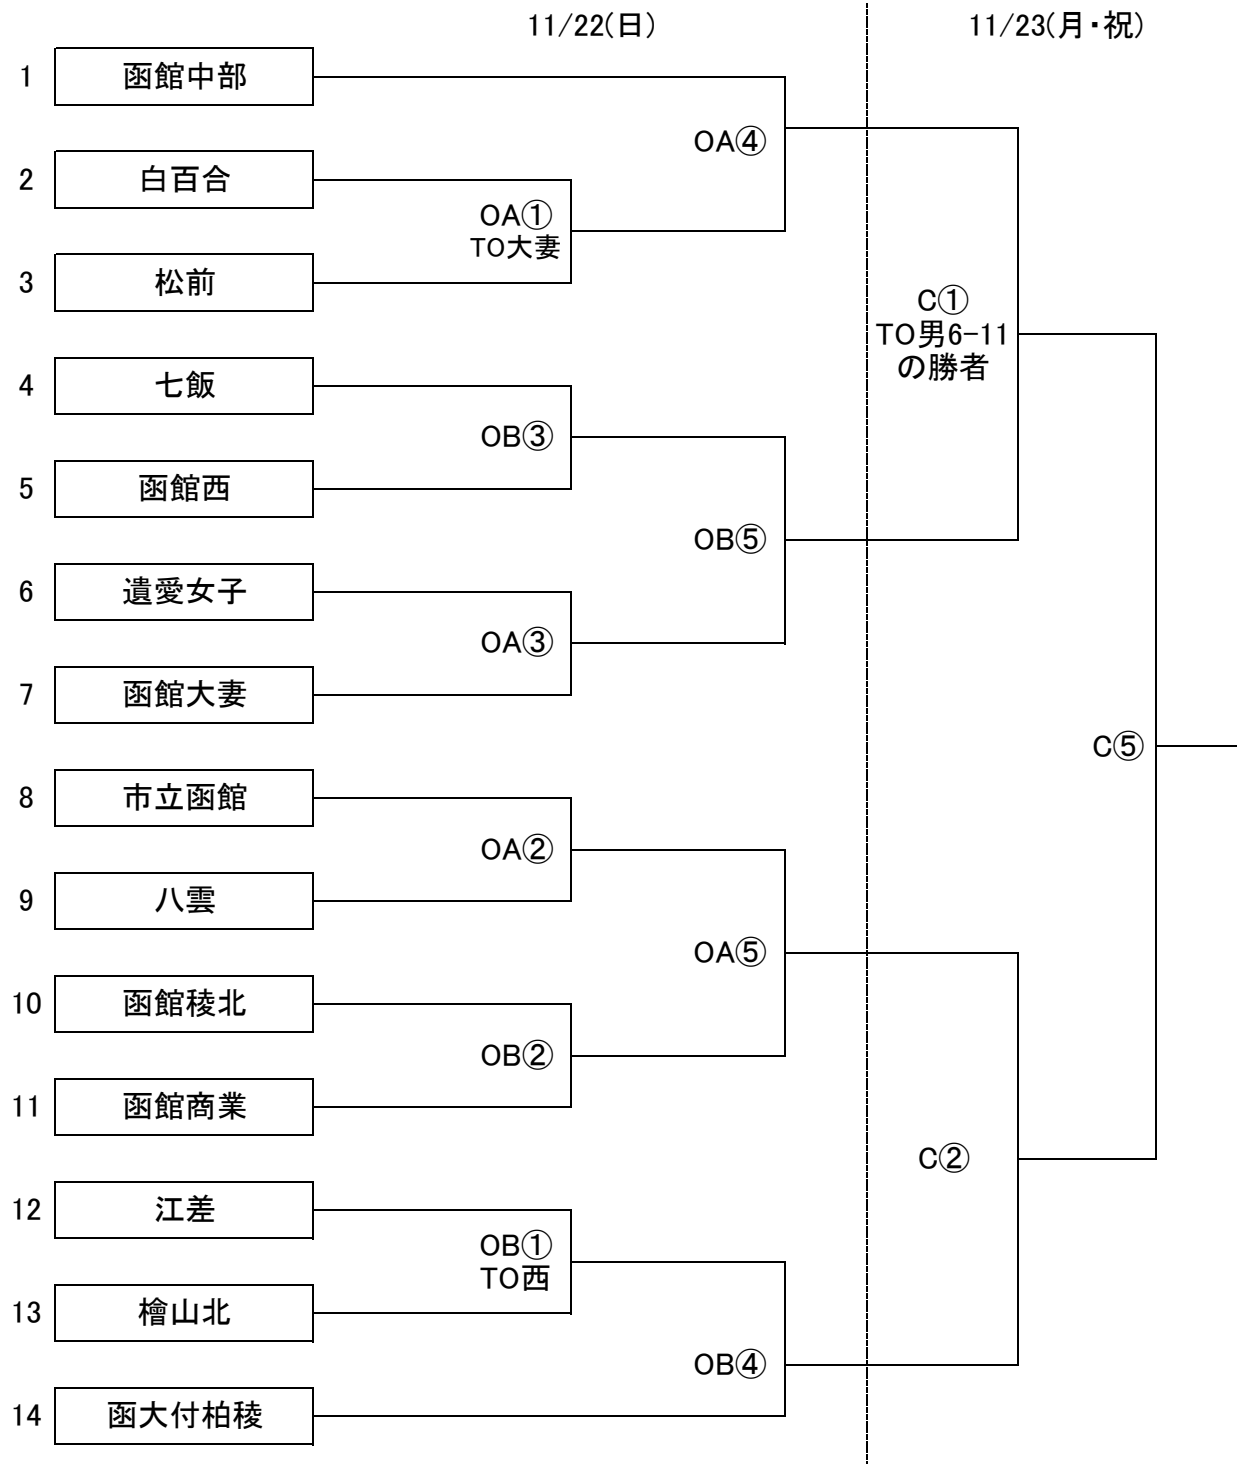 11/22(日)
11/23(月・祝)
1 函館中部
OA④
2 白百合
OA①
TO大妻
3 松前
C①
TO男6-11
の勝者
4 七飯
OB③
5 函館西
OB⑤
6 遺愛女子
OA③
7 函館大妻
C⑤
8 市立函館
OA②
9 八雲
OA⑤
10 函館稜北
OB②
11 函館商業
C②
12 江差
OB①
TO西
13 檜山北
OB④
14 函大付柏稜